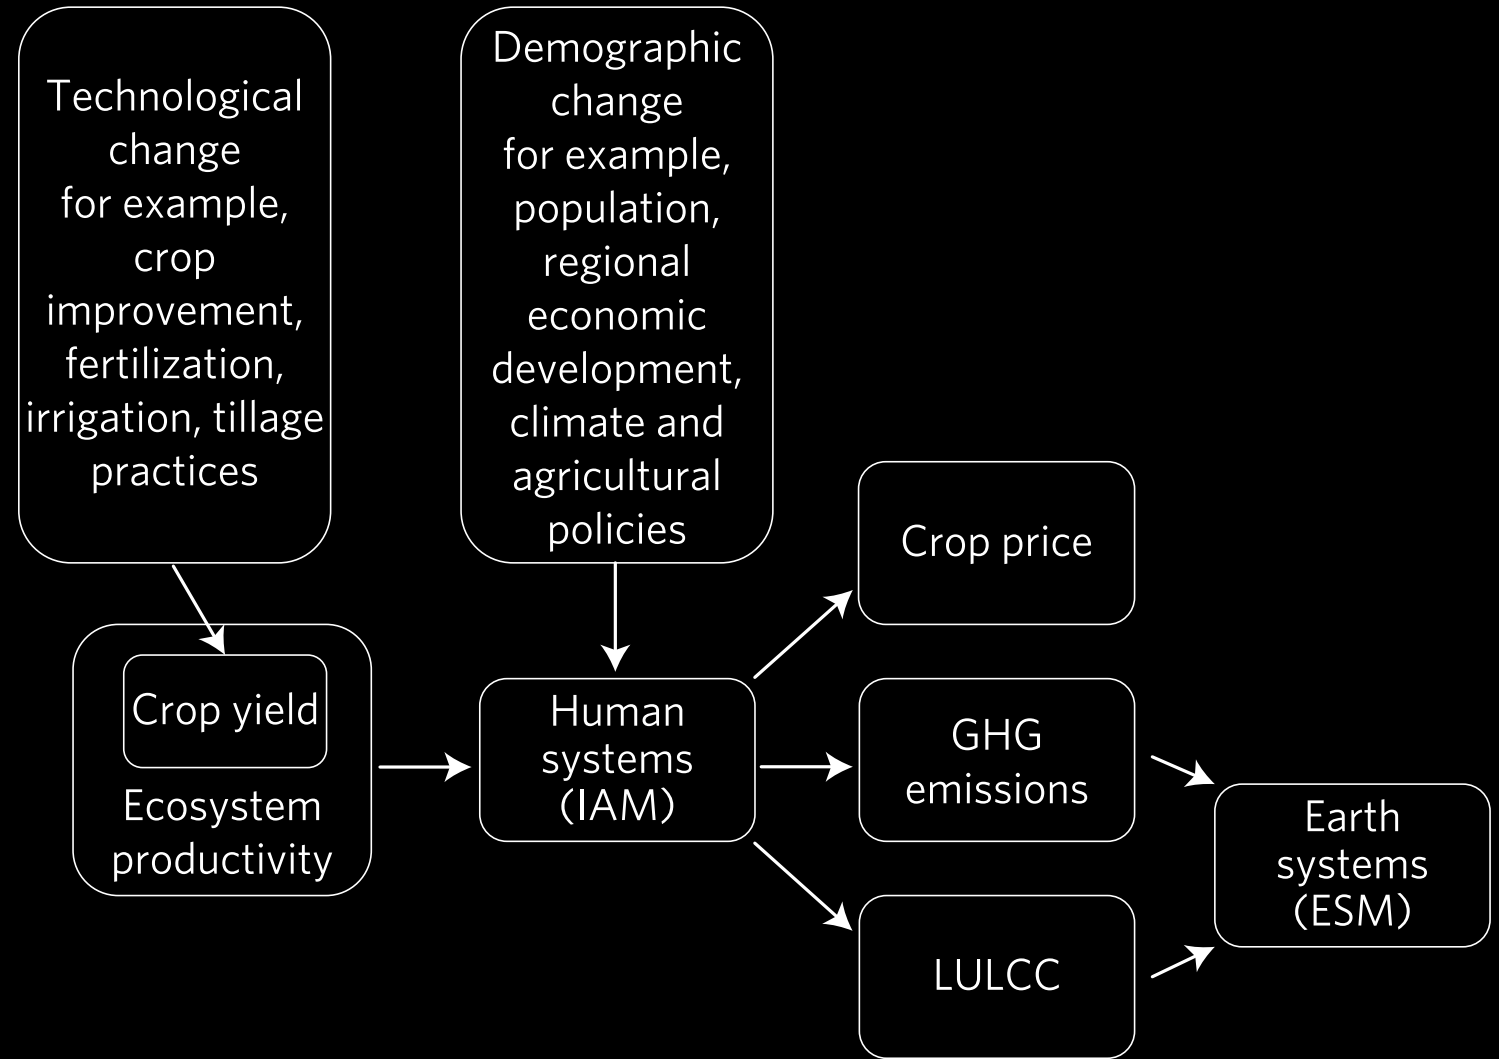 Technological
change
for example,
crop
improvement,
fertilization,
irrigation, tillage
practices
Demographic
change
for example,
population,
regional
economic
development,
climate and
agricultural
policies
Crop yield
Ecosystem
productivity
Human
systems
(IAM)
Crop price
GHG
emissions
LULCC
Earth
systems
(ESM)